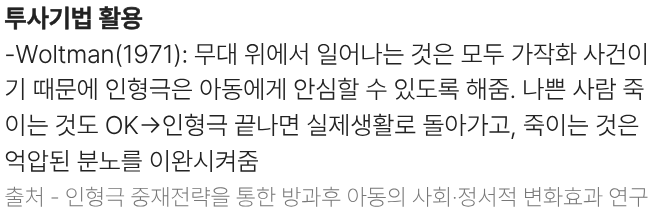 투사기법 활용
-Woltman(1971): 무대 위에서 일어나는 것은 모두 가작화 사건이
기 때문에 인형극은 아동에게 안심할 수 있도록 해줌. 나쁜 사람 죽
이는 것도 OK→인형극 끝나면 실제생활로 돌아가고, 죽이는 것은
억압된 분노를 이완시켜줌
출처 - 인형극 중재전략을 통한 방과후 아동의 사회·정서적 변화효과 연구